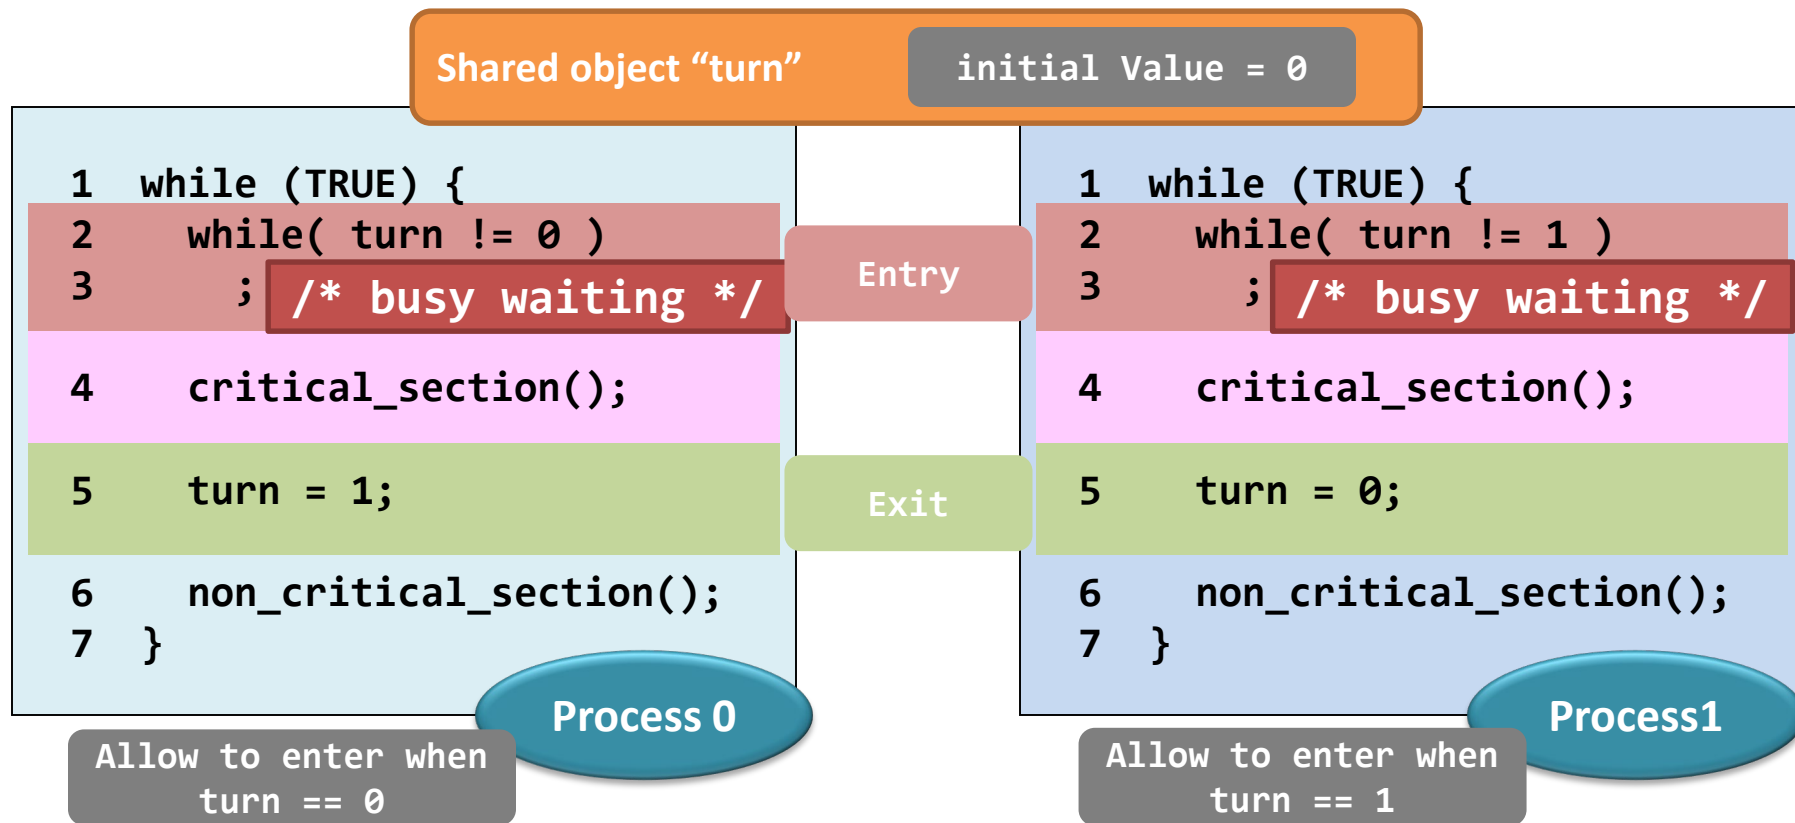 Shared object “turn”
initial Value = 0
1 while (TRUE) {
2 while( turn != 0 )
3 ; /* busy waiting */
4 critical_section();
5 turn = 1;
6 non_critical_section();
7 }
Process 0
Allow to enter when
turn == 0
Entry
Exit
1 while (TRUE) {
2 while( turn != 1 )
3 ; /* busy waiting */
4 critical_section();
5 turn = 0;
6 non_critical_section();
7 }
Process1
Allow to enter when
turn == 1